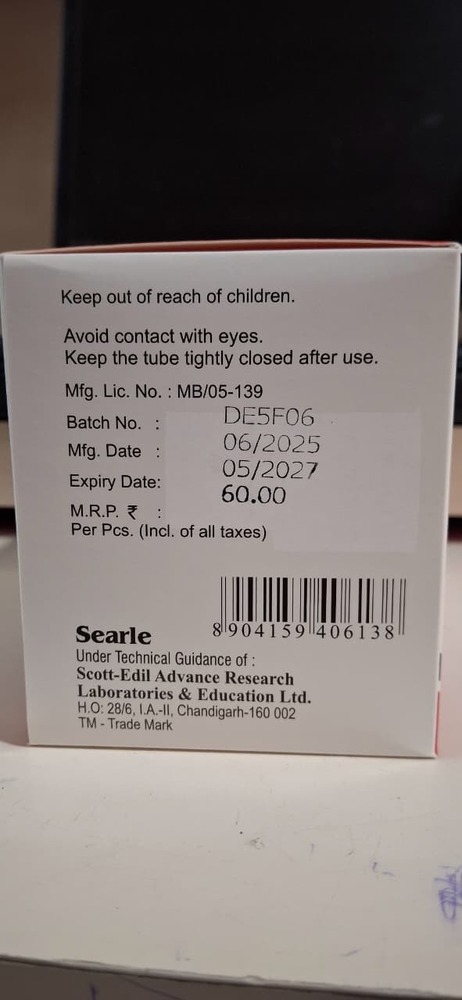 Keep out of reach of children.
Avoid contact with eyes.
Keep the tube tightly closed after use.
Mfg. Lic. No. : MB/05-139
Batch No. : DE5F06
Mfg. Date : 06/2025
Expiry Date: 05/2027
M.R.P. ₹ : 60.00
Per Pcs. (Incl. of all taxes)
8 904159 406138
Searle
Under Technical Guidance of :
Scott-Edil Advance Research
Laboratories & Education Ltd.
H.O: 28/6, I.A.-II, Chandigarh-160 002
TM - Trade Mark